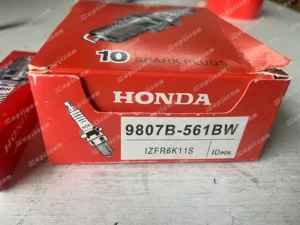 10 SPARK PLUGS
HONDA
9807B-561BW
IZFR6K11S
10 PCS.